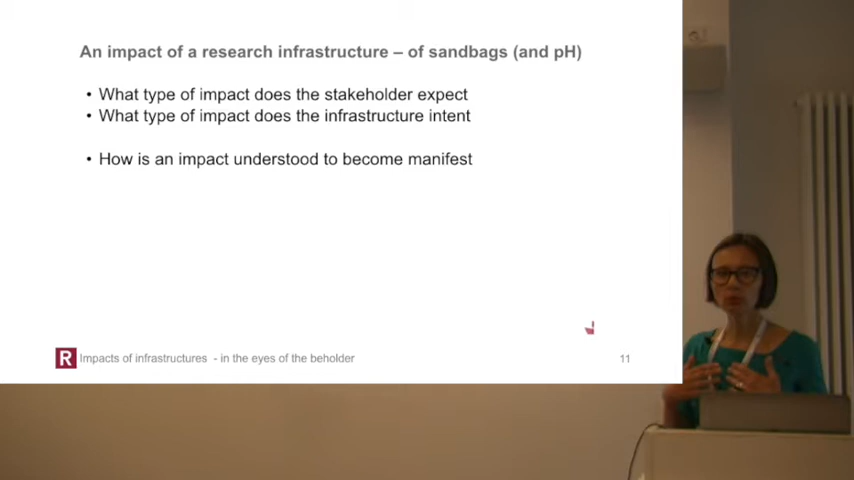 An impact of a research infrastructure – of sandbags (and pH)
• What type of impact does the stakeholder expect
• What type of impact does the infrastructure intent
• How is an impact understood to become manifest
R Impacts of infrastructures - in the eyes of the beholder 11